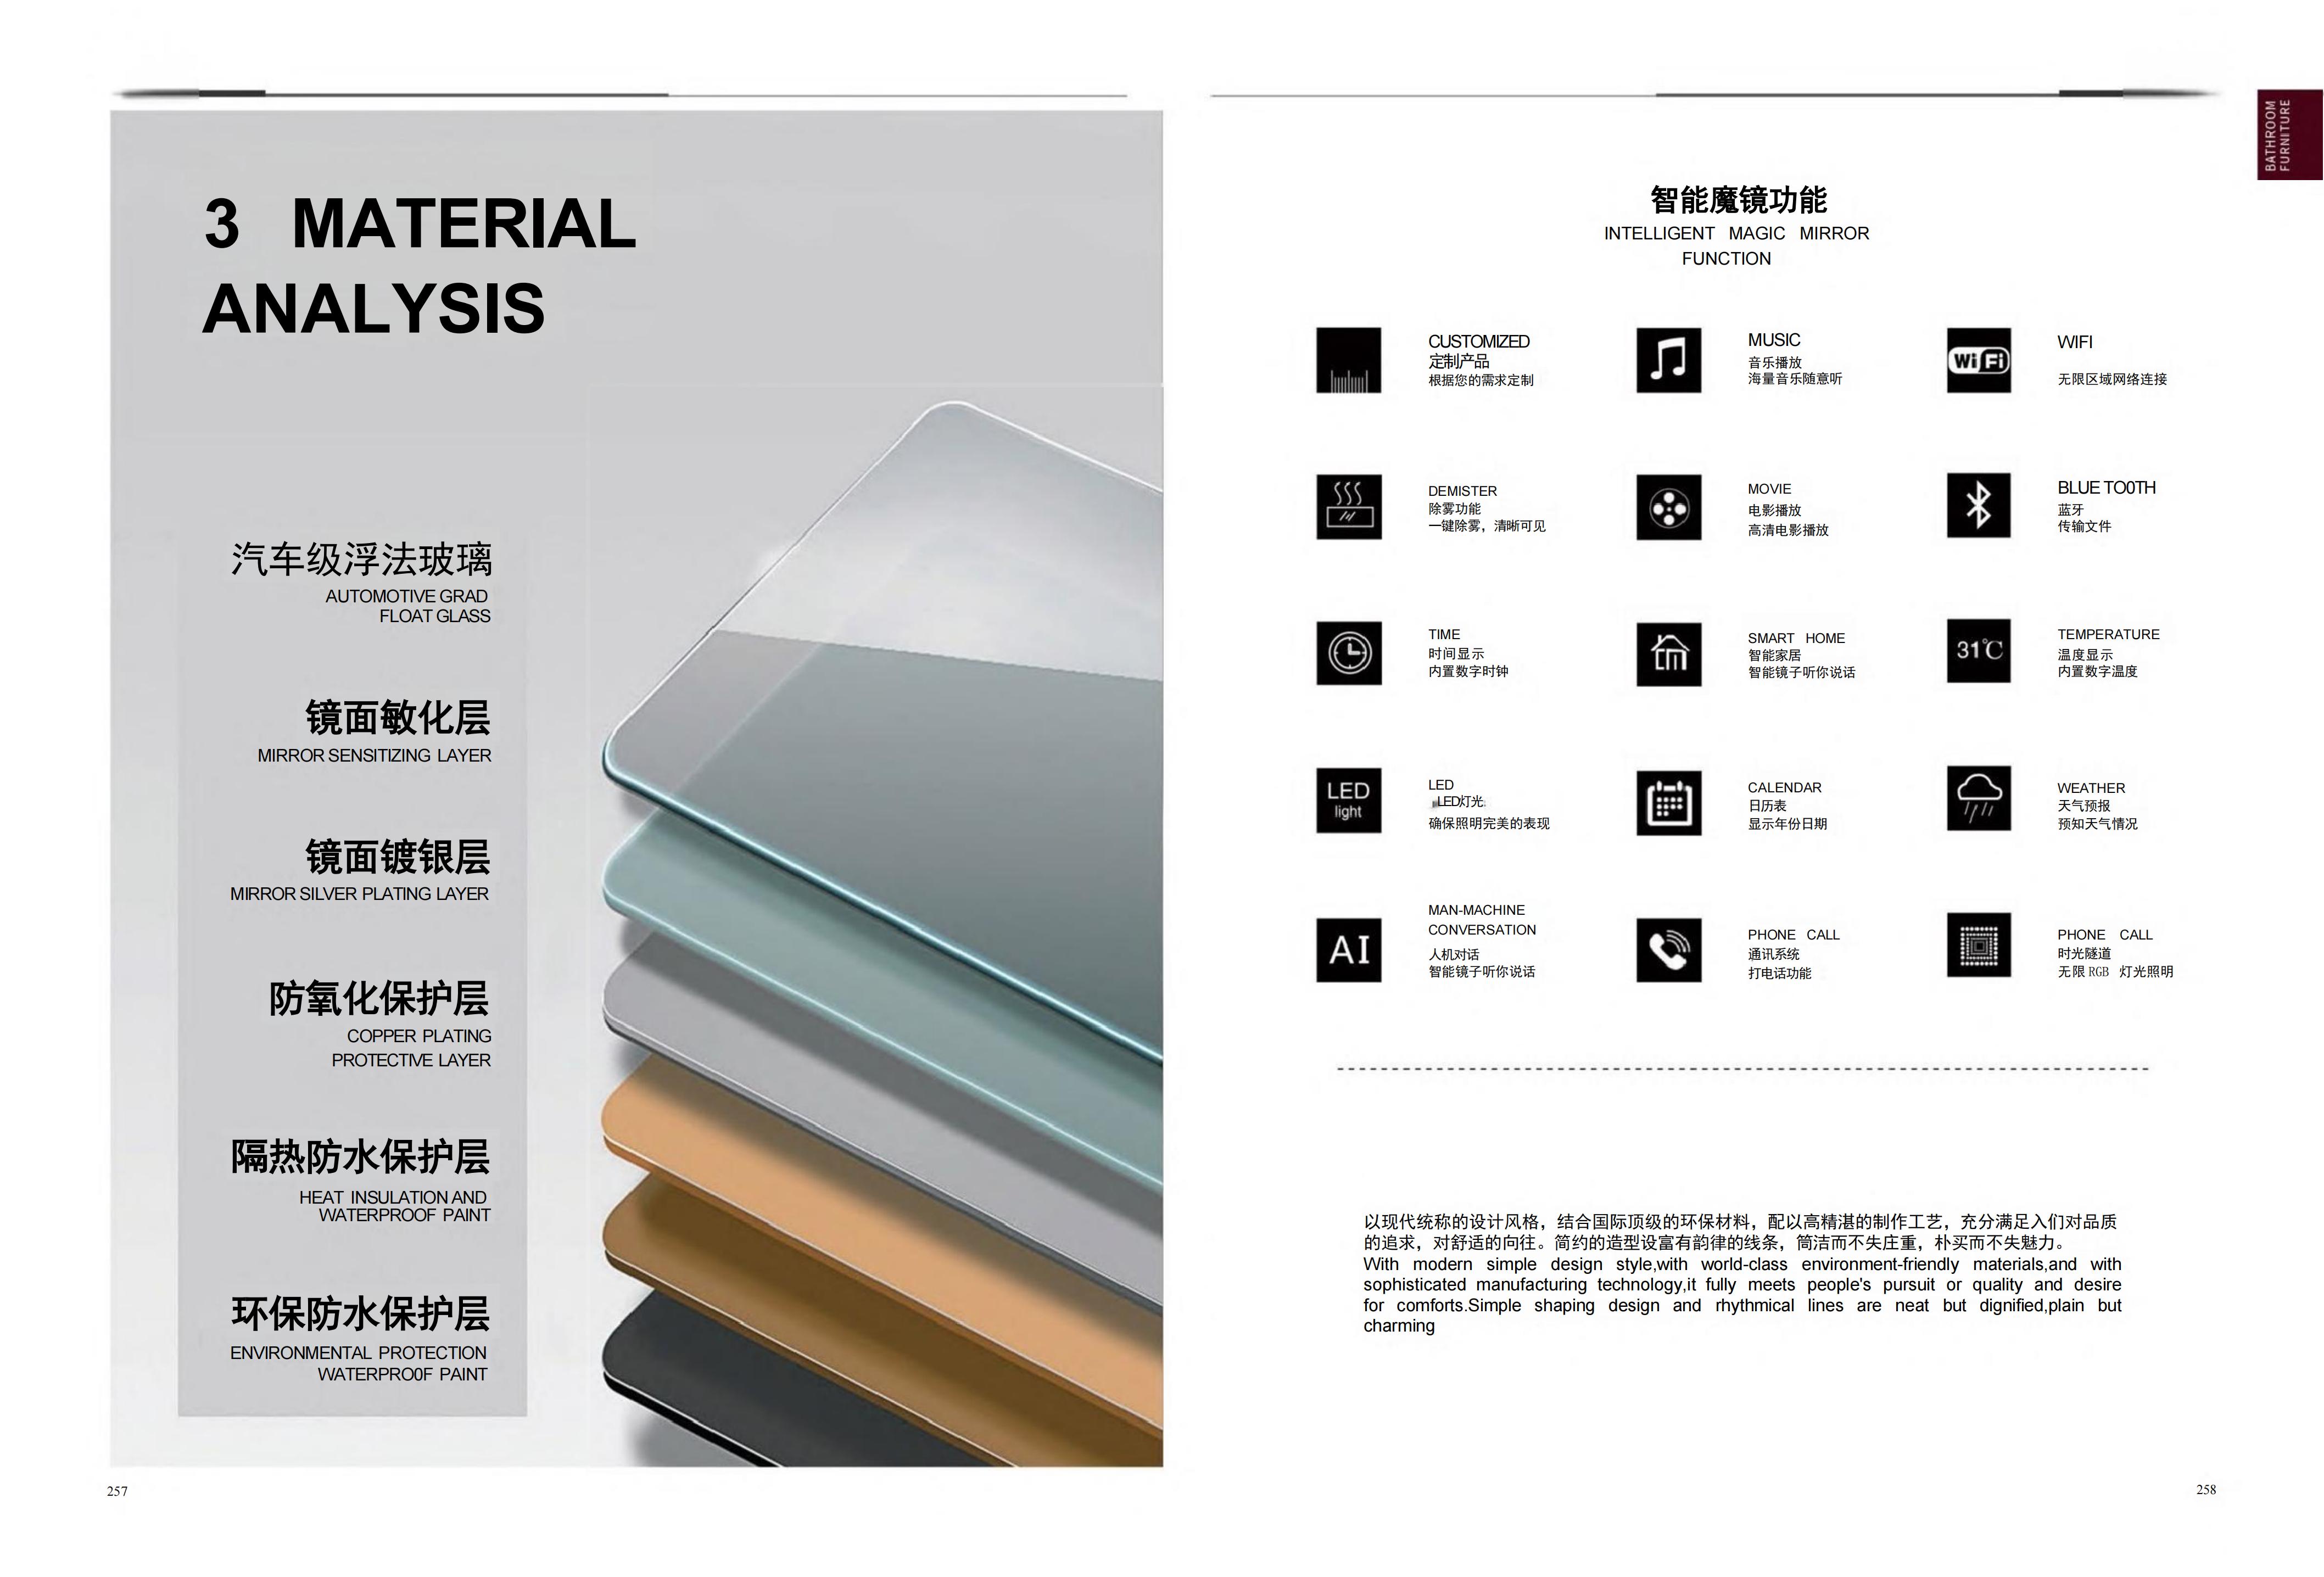 3 MATERIAL
ANALYSIS
汽车级浮法玻璃
AUTOMOTIVE GRAD
FLOAT GLASS
镜面敏化层
MIRROR SENSITIZING LAYER
镜面镀银层
MIRROR SILVER PLATING LAYER
防氧化保护层
COPPER PLATING
PROTECTIVE LAYER
隔热防水保护层
HEAT INSULATION AND
WATERPROOF PAINT
环保防水保护层
ENVIRONMENTAL PROTECTION
WATERPRO0F PAINT
257
BATHROOM
FURNITURE
智能魔镜功能
INTELLIGENT MAGIC MIRROR
FUNCTION
CUSTOMIZED
定制产品
根据您的需求定制
MUSIC
音乐播放
海量音乐随意听
WiFi
WIFI
无限区域网络连接
DEMISTER
除雾功能
一键除雾，清晰可见
MOVIE
电影播放
高清电影播放
BLUE TO0TH
蓝牙
传输文件
TIME
时间显示
内置数字时钟
SMART HOME
智能家居
智能镜子听你说话
31℃
TEMPERATURE
温度显示
内置数字温度
LED
light
LED
LED灯光
确保照明完美的表现
CALENDAR
日历表
显示年份日期
WEATHER
天气预报
预知天气情况
AI
MAN-MACHINE
CONVERSATION
人机对话
智能镜子听你说话
PHONE CALL
通讯系统
打电话功能
PHONE CALL
时光隧道
无限 RGB 灯光照明
以现代统称的设计风格，结合国际顶级的环保材料，配以高精湛的制作工艺，充分满足入们对品质
的追求，对舒适的向往。简约的造型设富有韵律的线条，筒洁而不失庄重，朴买而不失魅力。
With modern simple design style,with world-class environment-friendly materials,and with
sophisticated manufacturing technology,it fully meets people's pursuit or quality and desire
for comforts.Simple shaping design and rhythmical lines are neat but dignified,plain but
charming
258